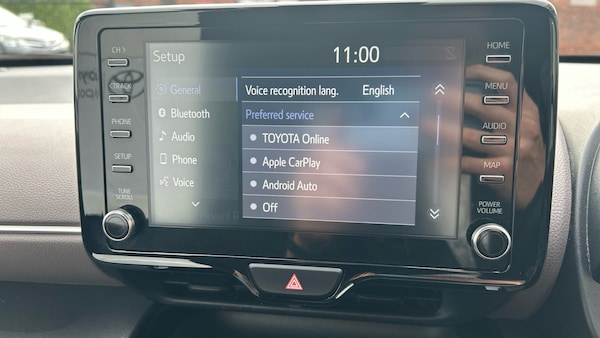 CH >
TRACK
PHONE
SETUP
TUNE
SCROLL
Setup
11:00
General
Bluetooth
Audio
Phone
Voice
Voice recognition lang. English
Preferred service
TOYOTA Online
Apple CarPlay
Android Auto
Off
HOME
MENU
AUDIO
MAP
POWER
VOLUME